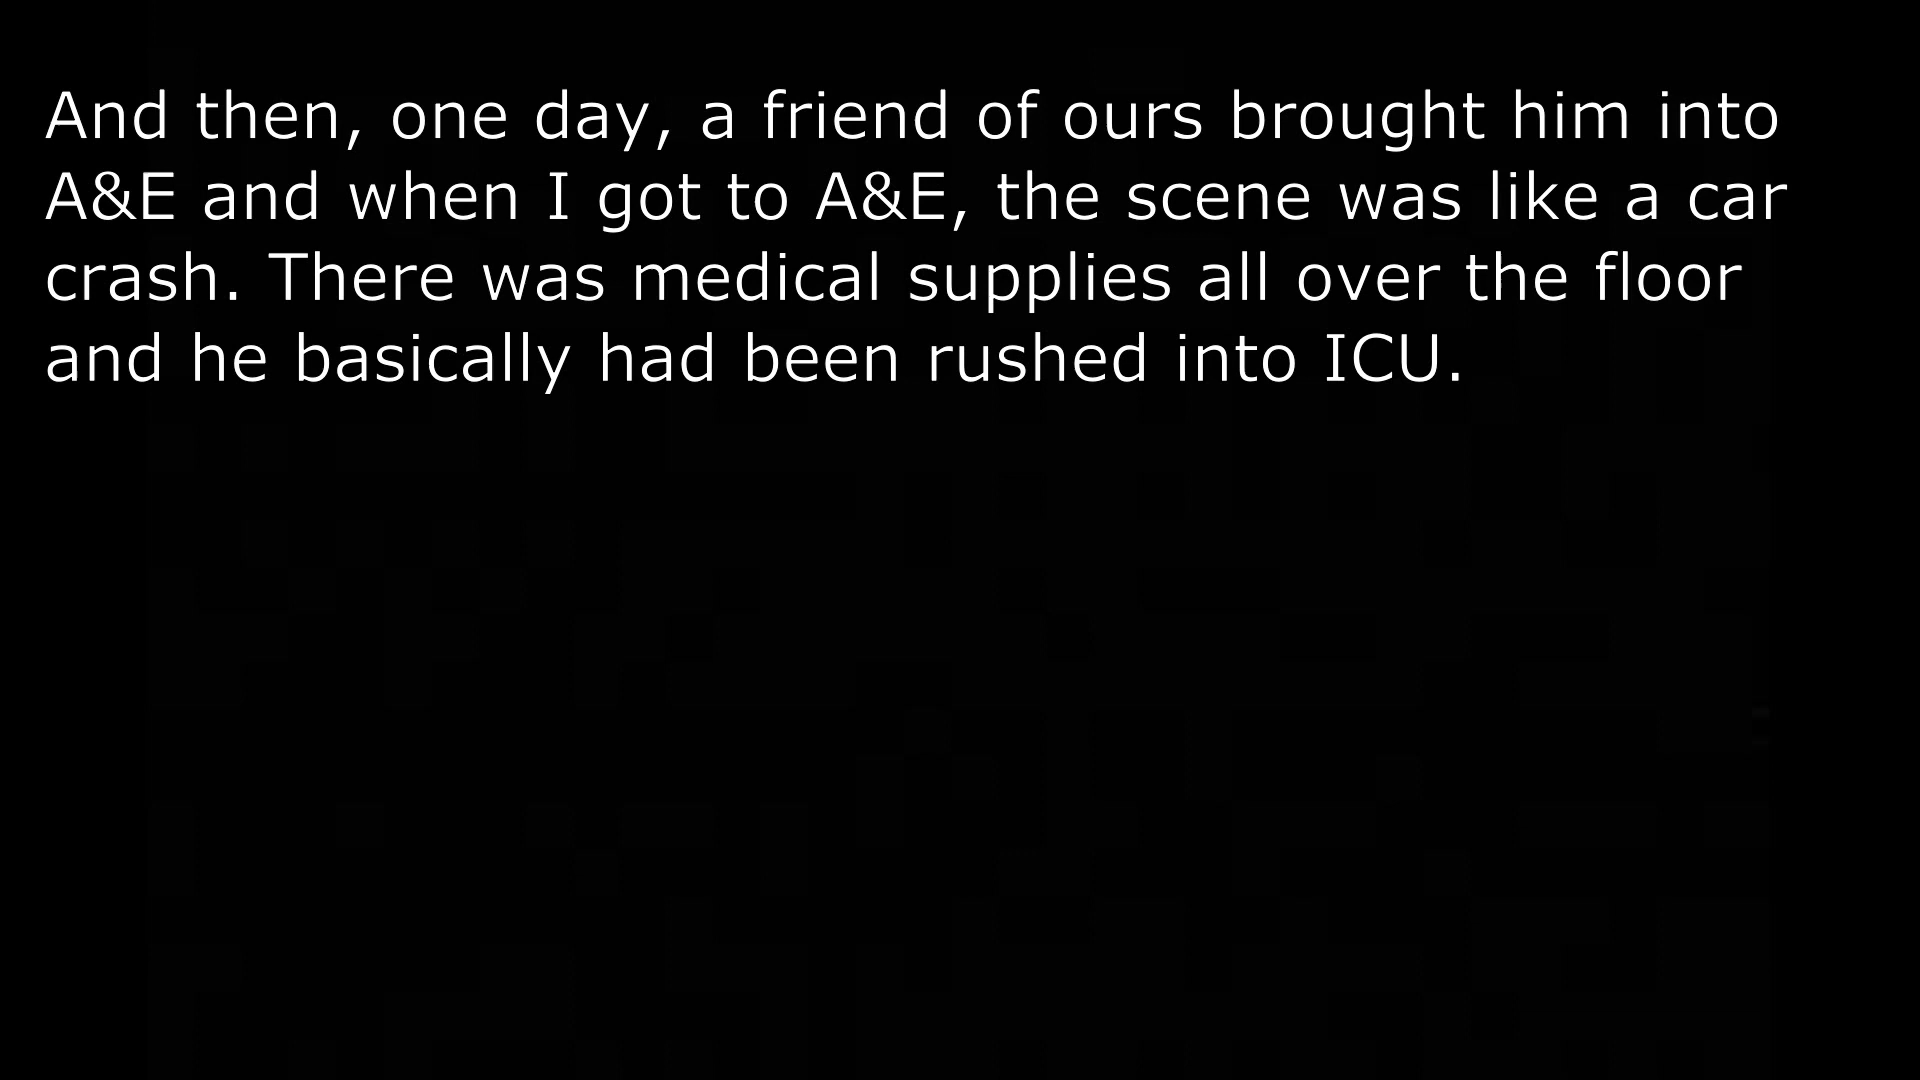 And then, one day, a friend of ours brought him into
A&E and when I got to A&E, the scene was like a car
crash. There was medical supplies all over the floor
and he basically had been rushed into ICU.